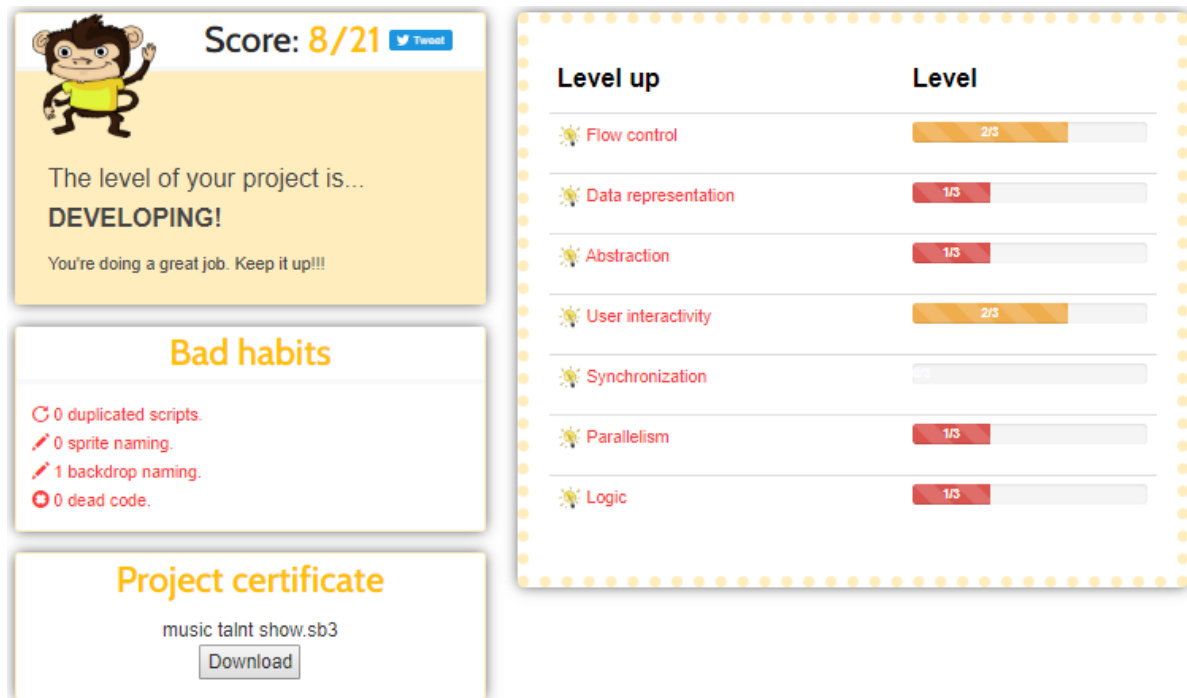 Score: 8/21 Tweet
The level of your project is...
DEVELOPING!
You're doing a great job. Keep it up!!!
Bad habits
0 duplicated scripts.
0 sprite naming.
1 backdrop naming.
0 dead code.
Project certificate
music talnt show.sb3
Download
Level up Level
Flow control 2/3
Data representation 1/3
Abstraction 1/3
User interactivity 2/3
Synchronization
Parallelism 1/3
Logic 1/3